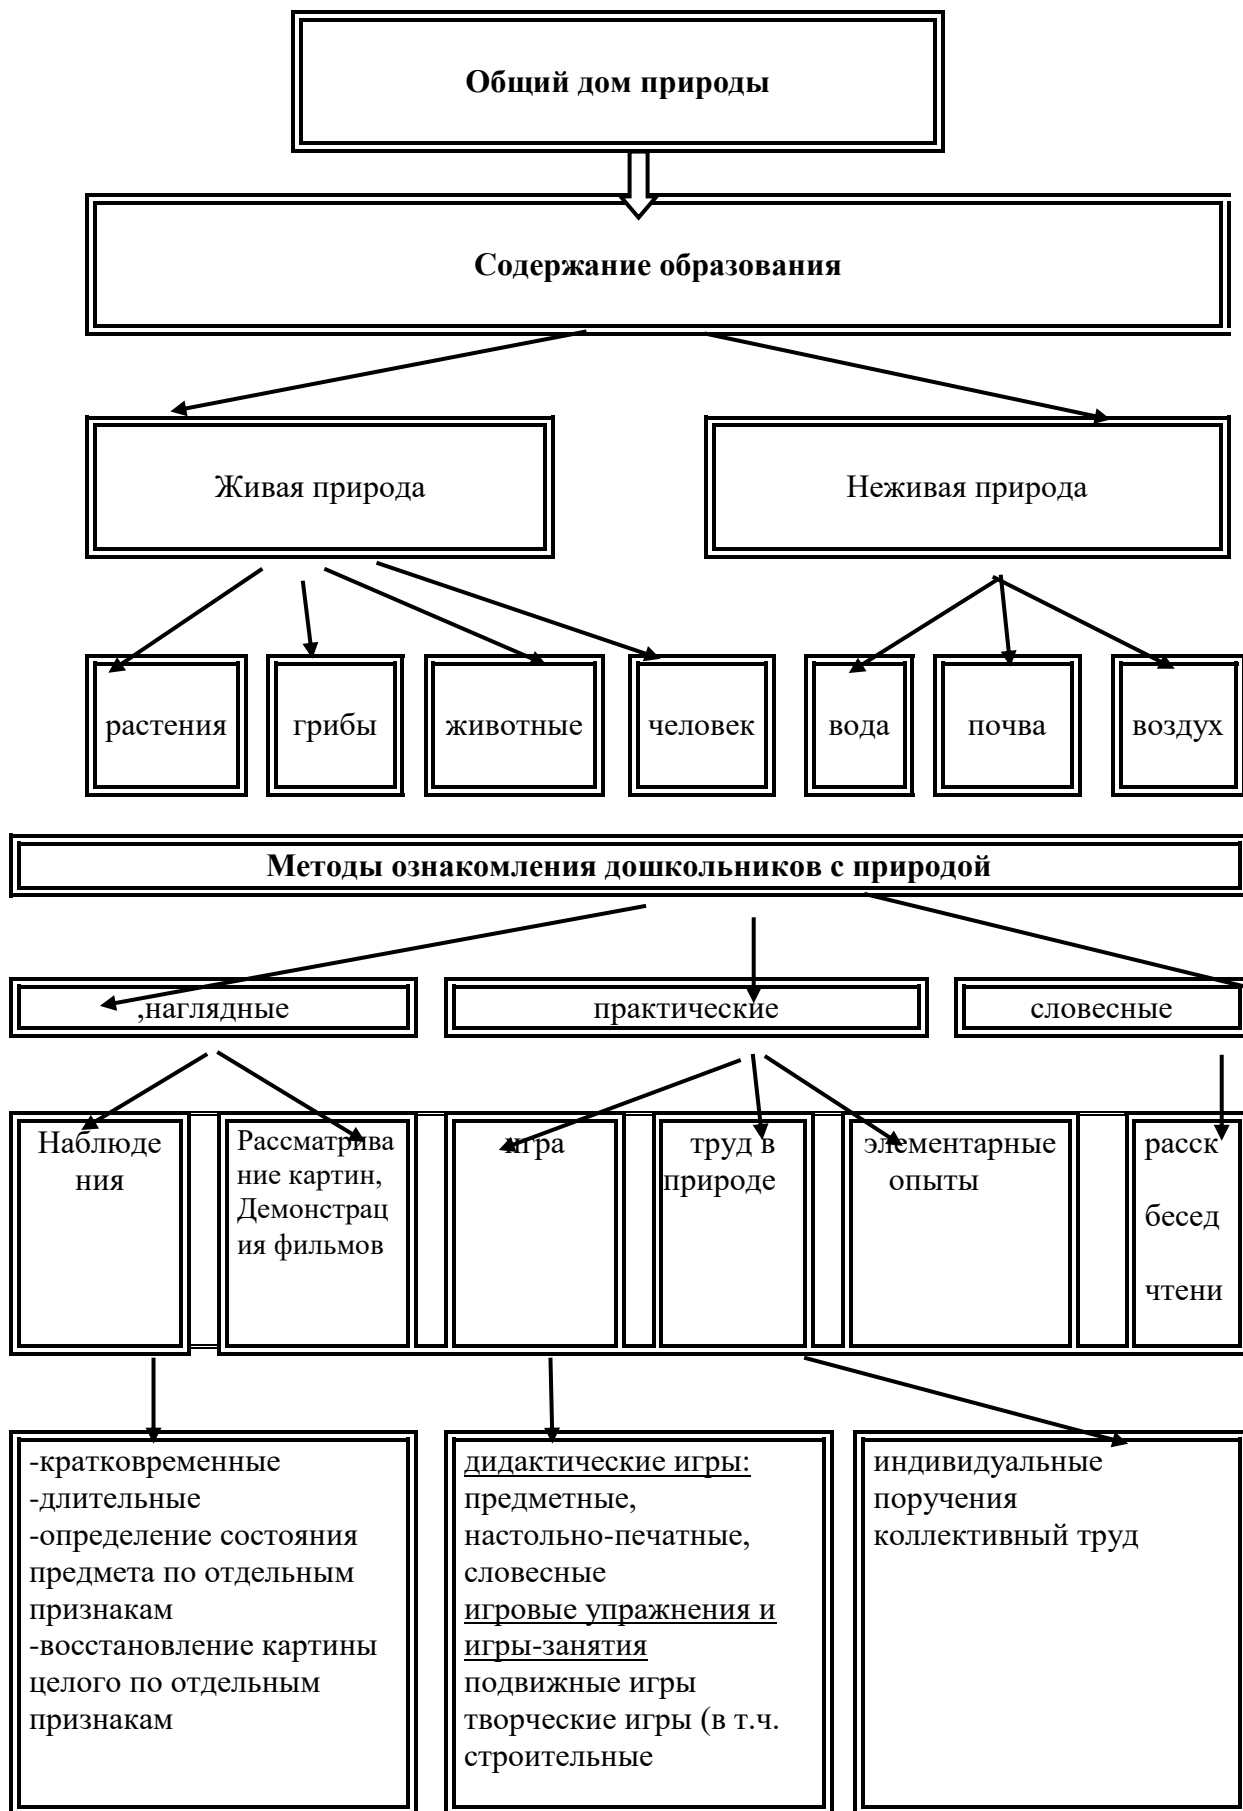 Общий дом природы
Содержание образования
Живая природа
Неживая природа
растения
грибы
животные
человек
вода
почва
воздух
Методы ознакомления дошкольников с природой
,наглядные
практические
словесные
Наблюде
ния
Рассматрива
ние картин,
Демонстрац
ия фильмов
игра
труд в
природе
элементарные
опыты
расск
бесед
чтени
-кратковременные
-длительные
-определение состояния
предмета по отдельным
признакам
-восстановление картины
целого по отдельным
признакам
дидактические игры:
предметные,
настольно-печатные,
словесные
игровые упражнения и
игры-занятия
подвижные игры
творческие игры (в т.ч.
строительные
индивидуальные
поручения
коллективный труд